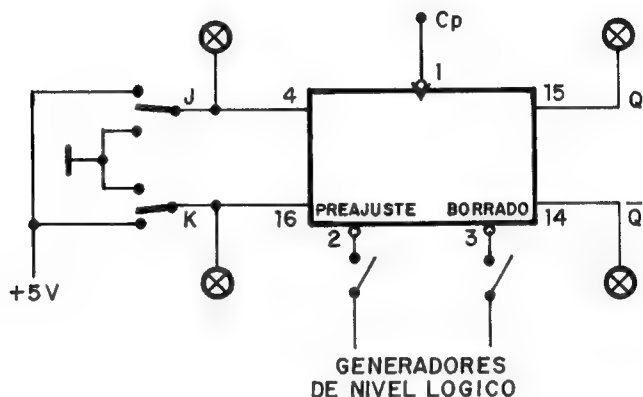 Cp
1
J
4
15
Q
K
16
PREAJUSTE
BORRADO
14
Q̅
2
3
+5V
GENERADORES
DE NIVEL LOGICO